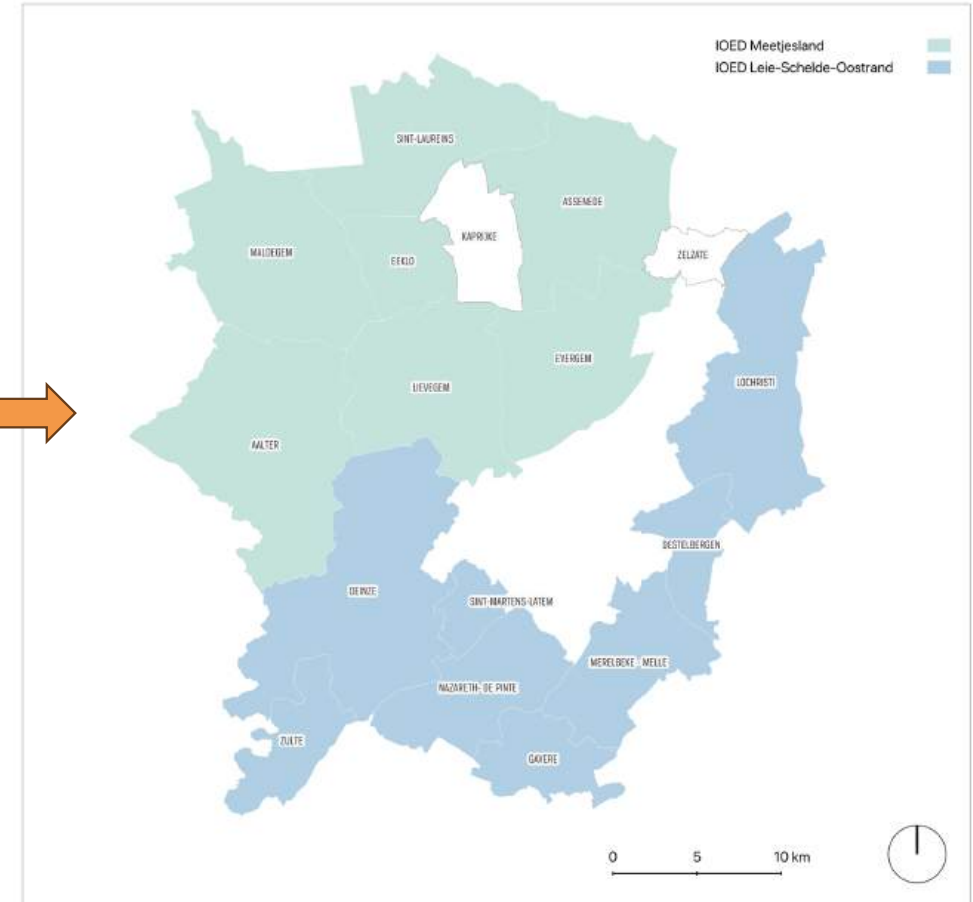 IOED Meetjesland
IOED Leie-Schelde-Oostrand
SINT-LAUREINS
ASSENEDE
KAPRIJKE
MALDEGEM
ZELZATE
EEKLO
EVERGEM
LOCHRISTI
LIEVEGEM
AALTER
DESTELBERGEN
DEINZE
SINT-MARTENS-LATEM
MERELBEKE - MELLE
NAZARETH- DE PINTE
ZULTE
GAVERE
0 5 10 km